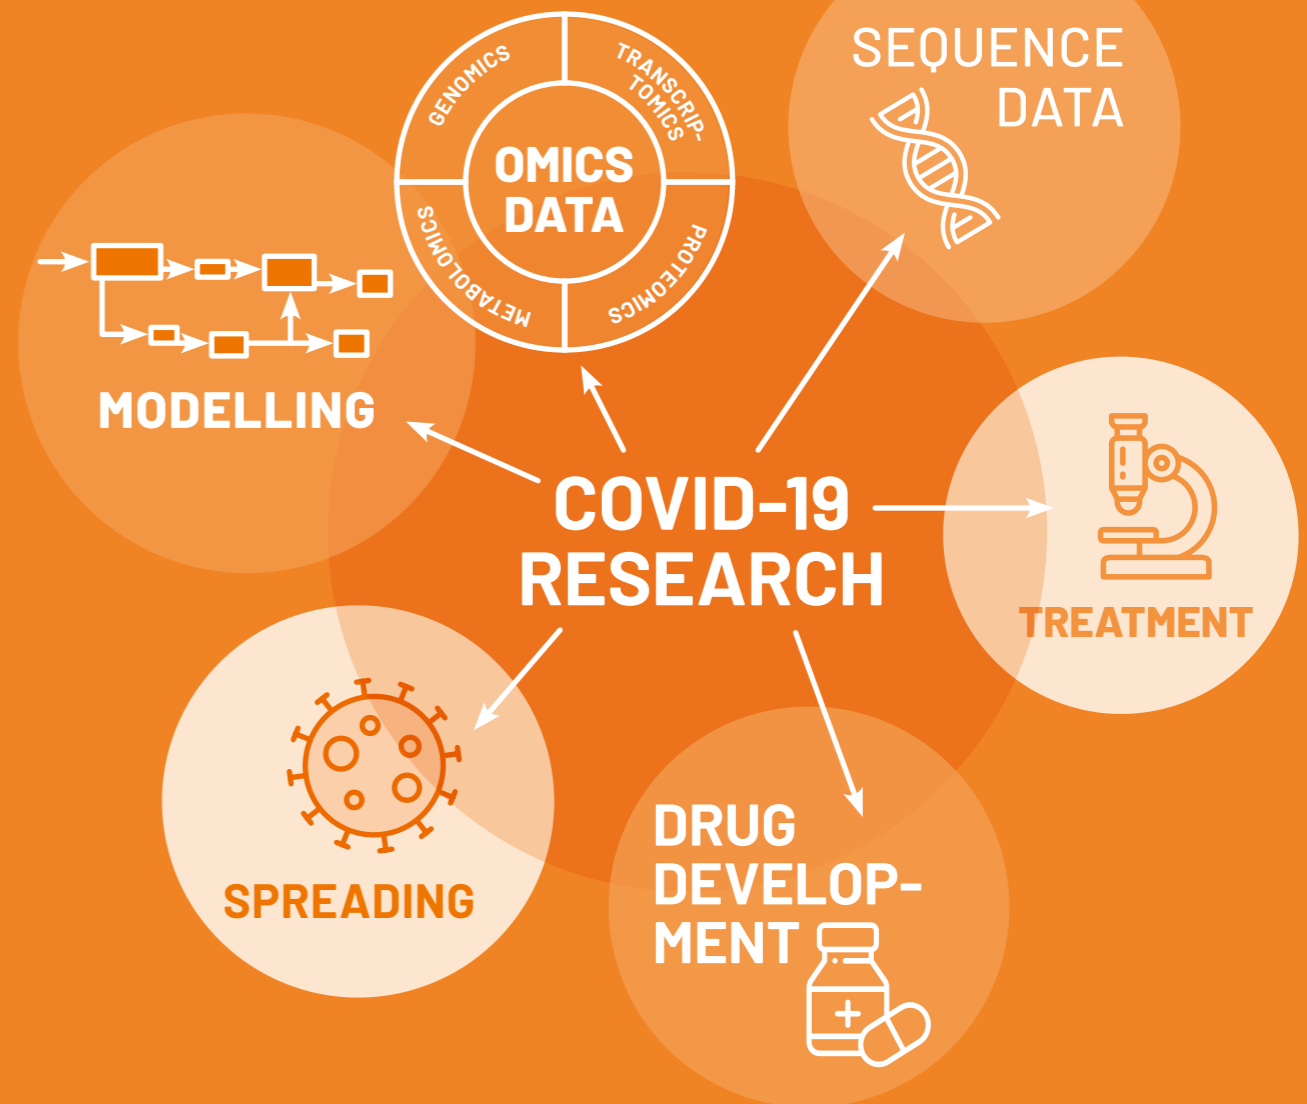 GENOMICS
TRANSCRIP-
TOMICS
OMICS
DATA
METABOLOMICS
PROTEOMICS
SEQUENCE
DATA
MODELLING
COVID-19
RESEARCH
TREATMENT
SPREADING
DRUG
DEVELOP-
MENT